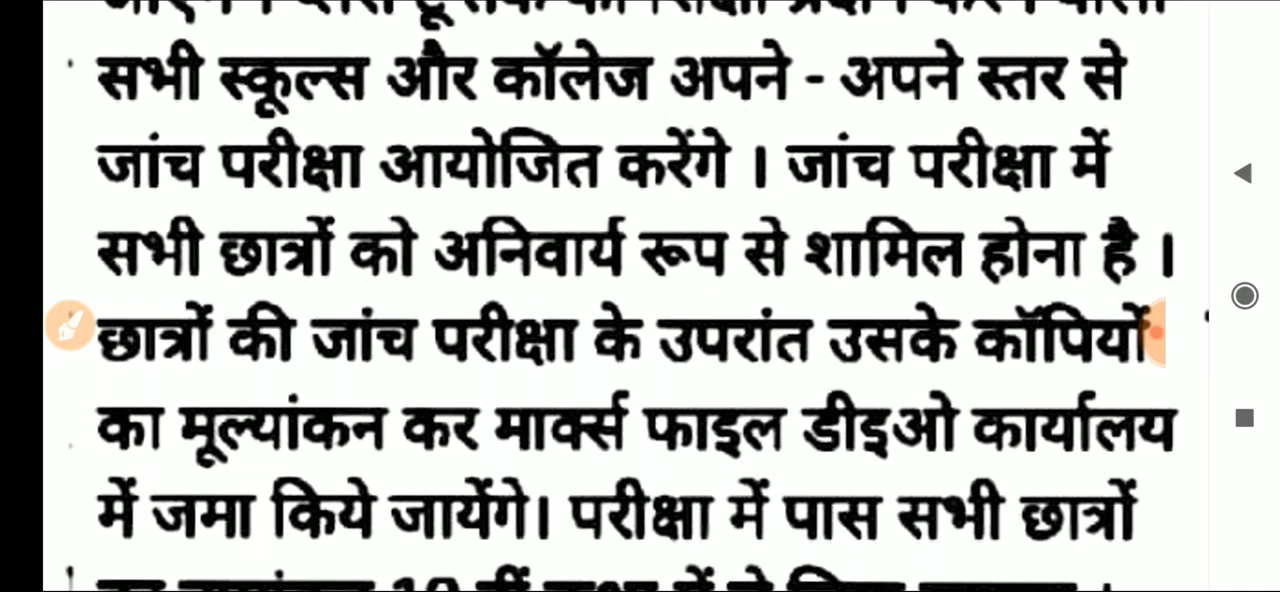 सभी स्कूल्स और कॉलेज अपने - अपने स्तर से
जांच परीक्षा आयोजित करेंगे । जांच परीक्षा में
सभी छात्रों को अनिवार्य रूप से शामिल होना है ।
छात्रों की जांच परीक्षा के उपरांत उसके कॉपियों
का मूल्यांकन कर मार्क्स फाइल डीइओ कार्यालय
में जमा किये जायेंगे। परीक्षा में पास सभी छात्रों